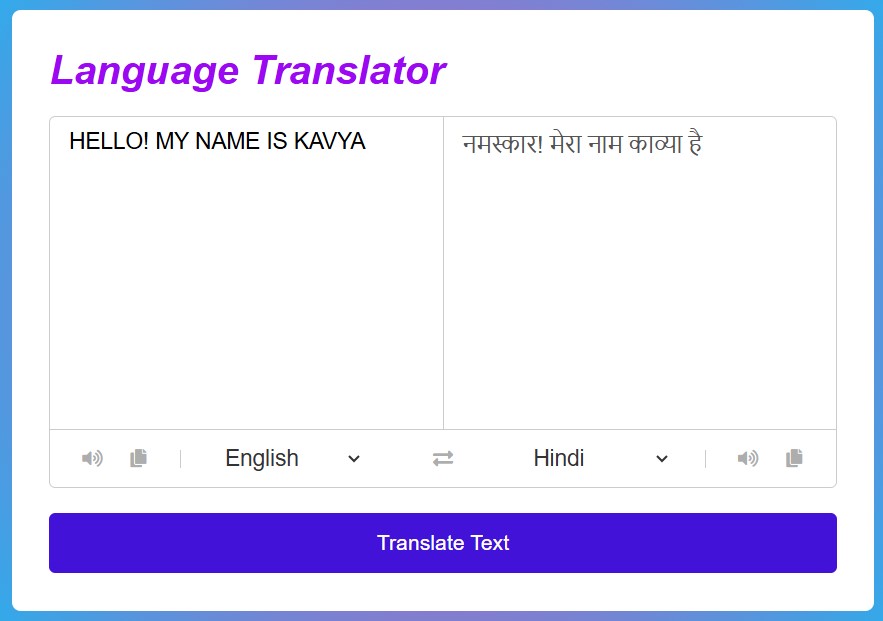 Language Translator
HELLO! MY NAME IS KAVYA
नमस्कार! मेरा नाम काव्या है
English
Hindi
Translate Text